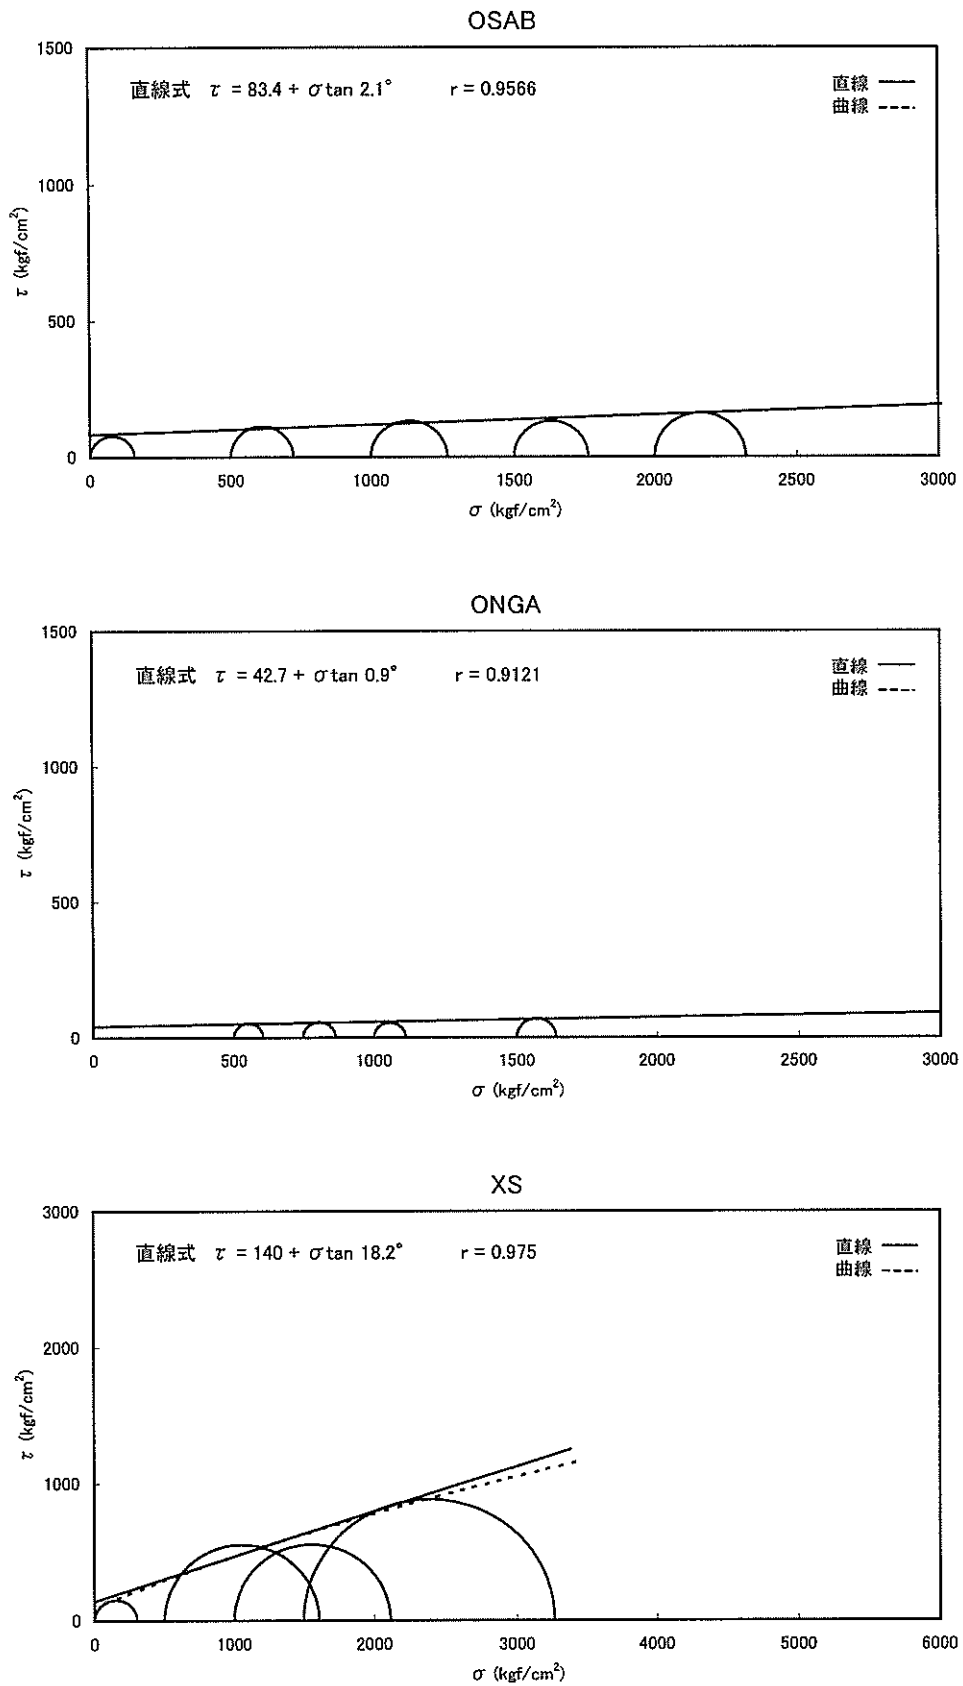 OSAB
1500
直線式 τ = 83.4 + σ tan 2.1° r = 0.9566
直線
曲線
1000
τ (kgf/cm²)
500
0
0 500 1000 1500 2000 2500 3000
σ (kgf/cm²)
ONGA
1500
直線式 τ = 42.7 + σ tan 0.9° r = 0.9121
直線
曲線
1000
τ (kgf/cm²)
500
0
0 500 1000 1500 2000 2500 3000
σ (kgf/cm²)
XS
3000
直線式 τ = 140 + σ tan 18.2° r = 0.975
直線
曲線
2000
τ (kgf/cm²)
1000
0
0 1000 2000 3000 4000 5000 6000
σ (kgf/cm²)